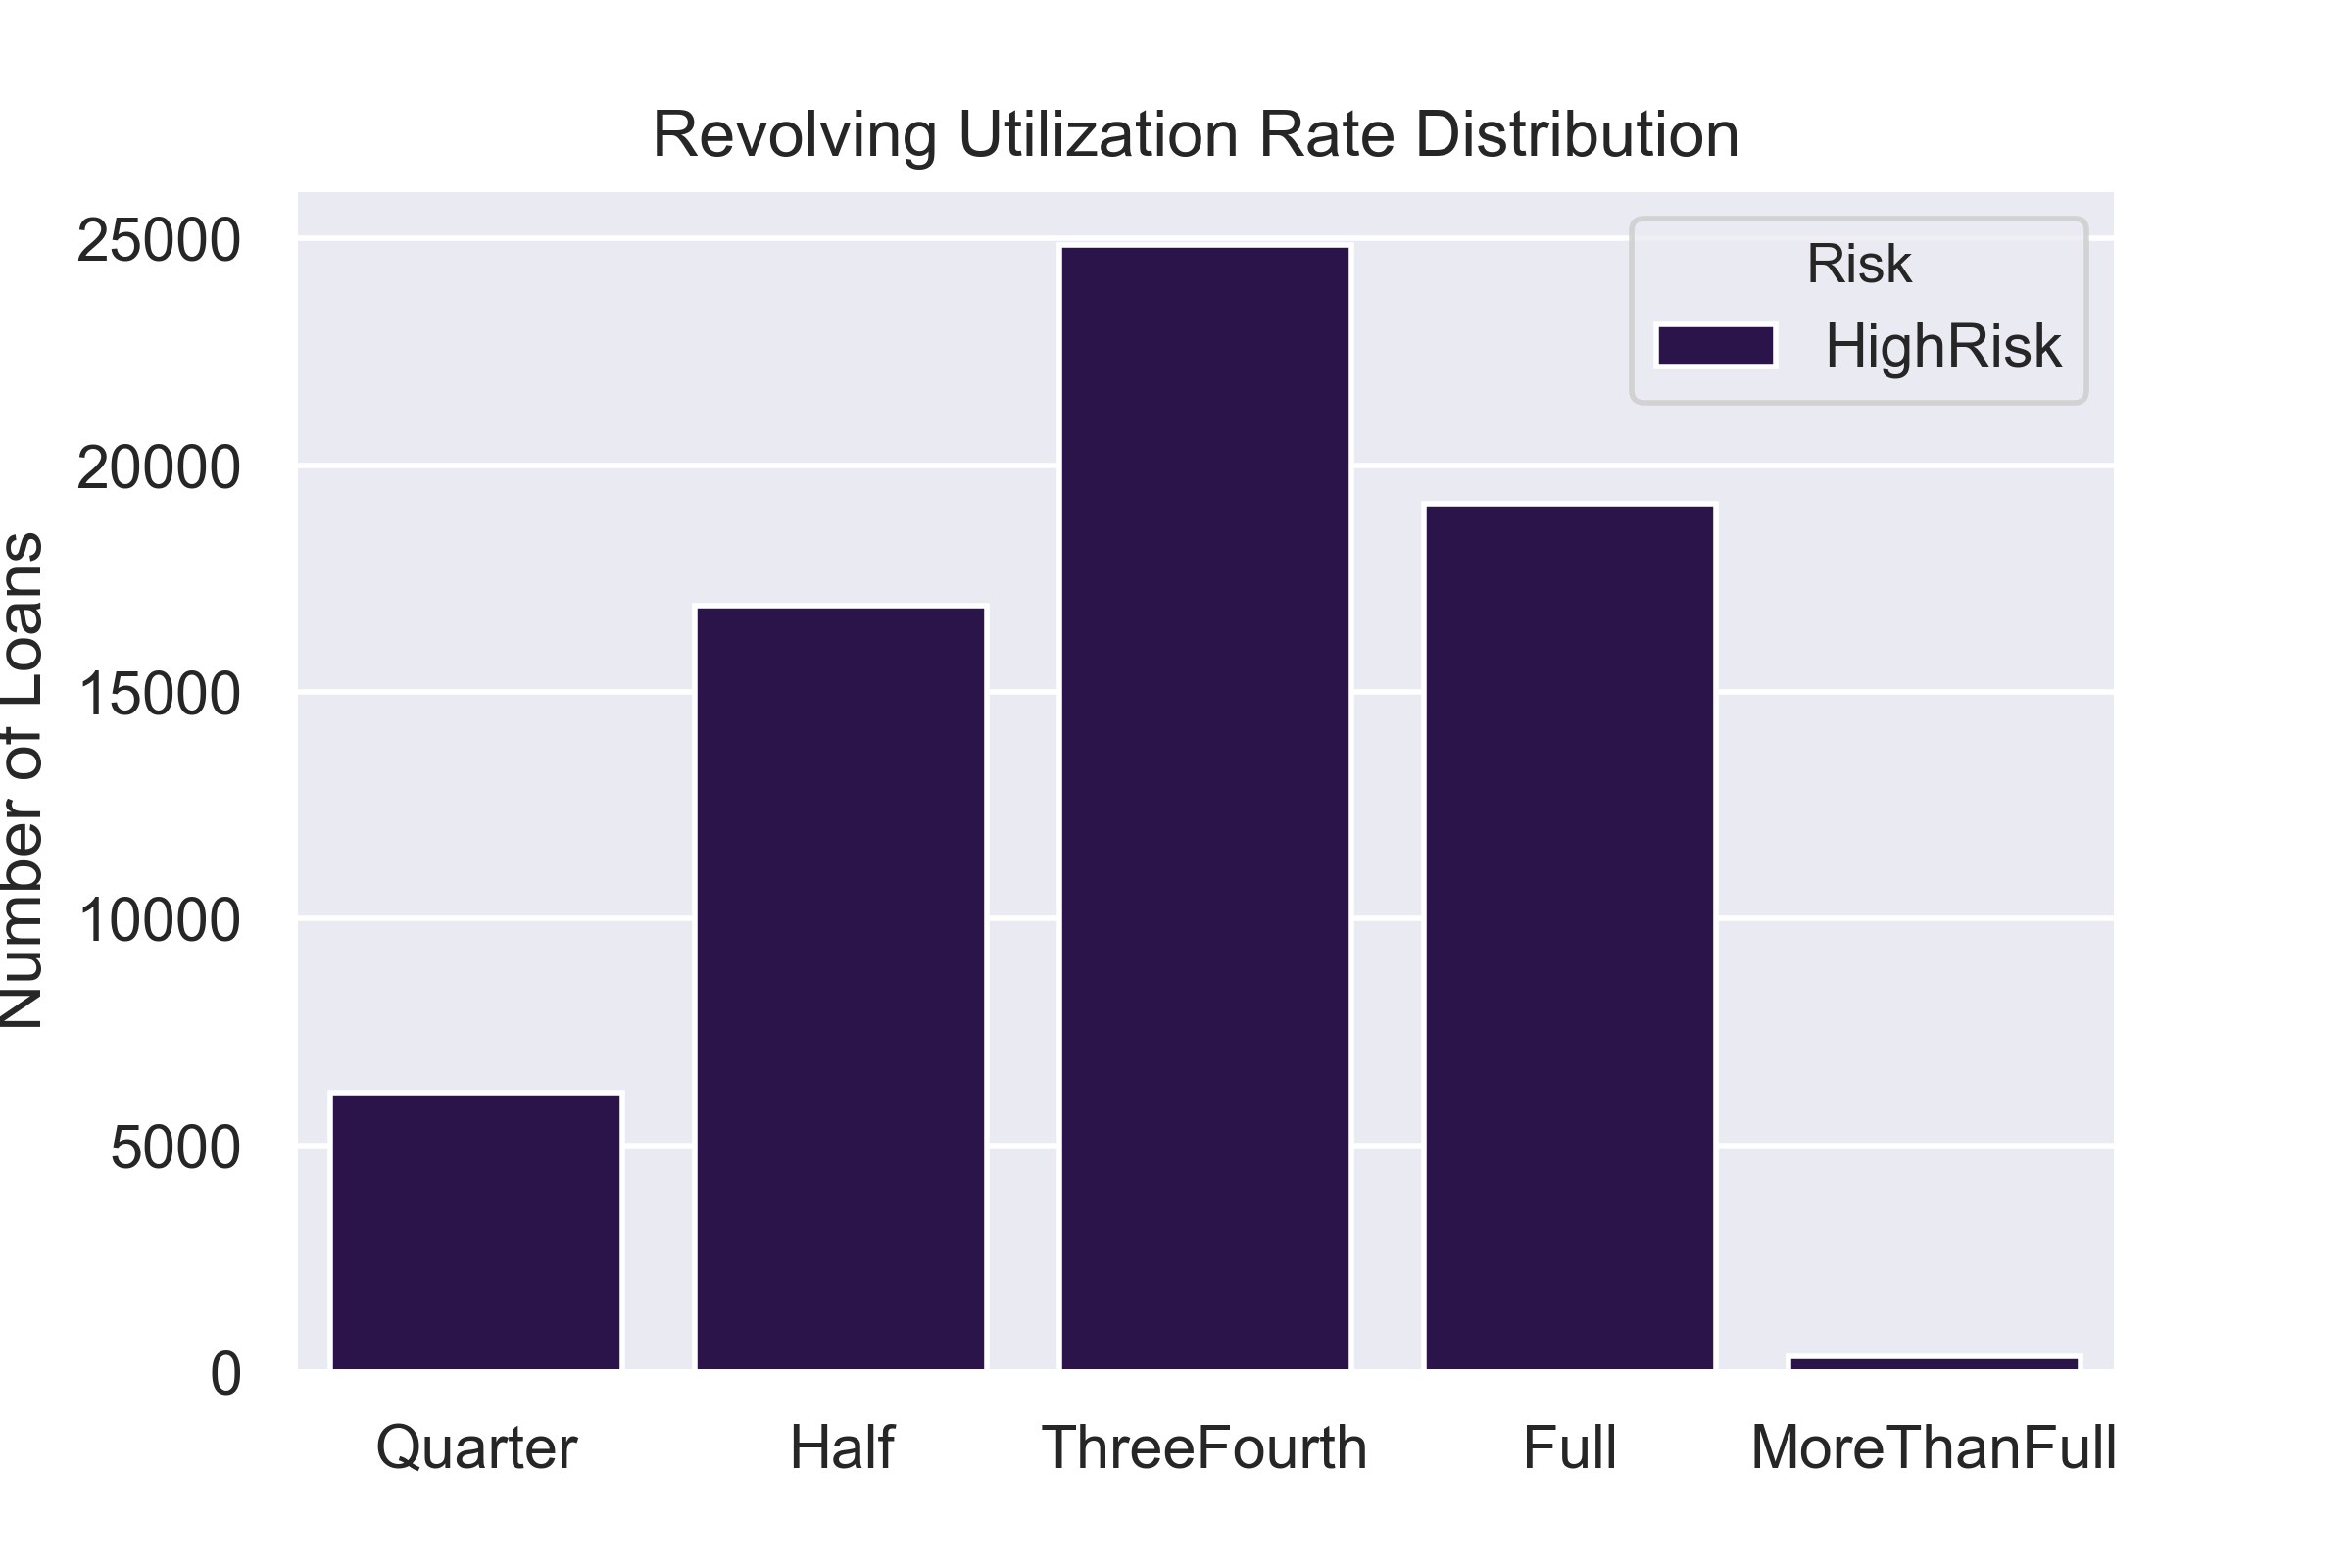 Revolving Utilization Rate Distribution
25000
20000
15000
10000
5000
0
Number of Loans
Risk
HighRisk
Quarter
Half
ThreeFourth
Full
MoreThanFull